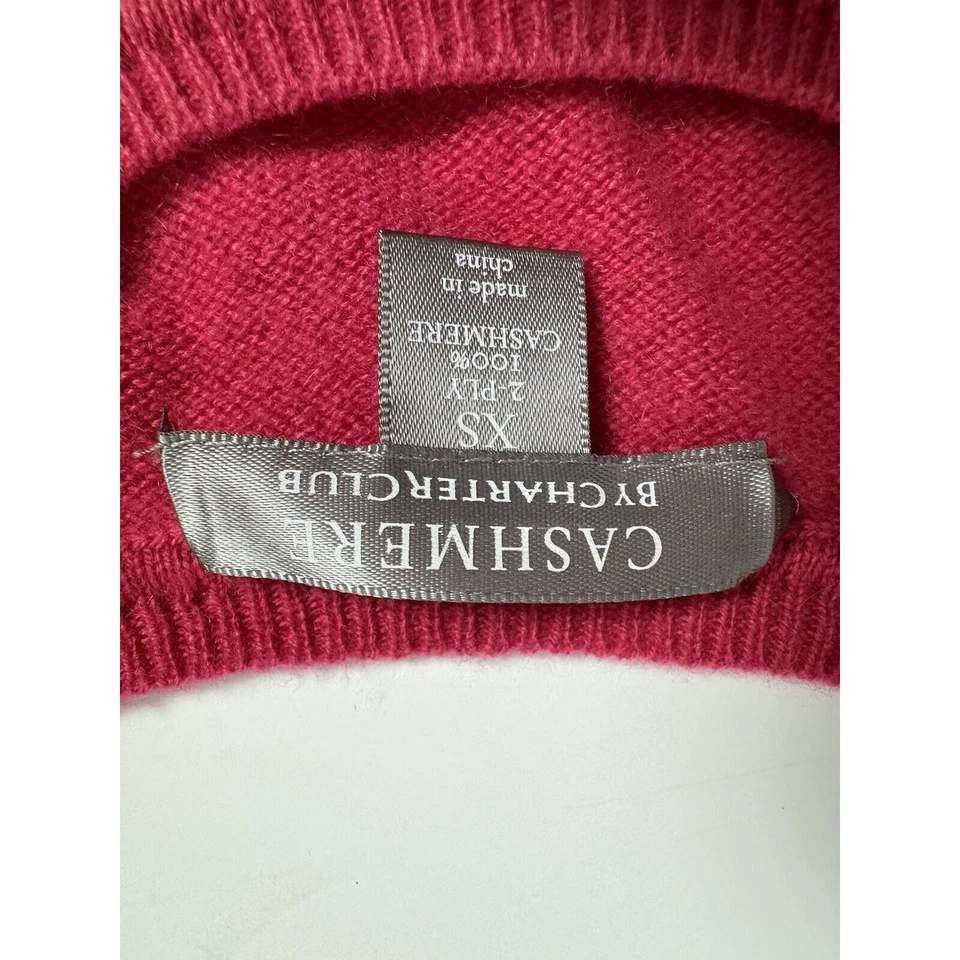 CASHMERE
BY CHARTER CLUB
XS
2-PLY
100%
CASHMERE
made in
china